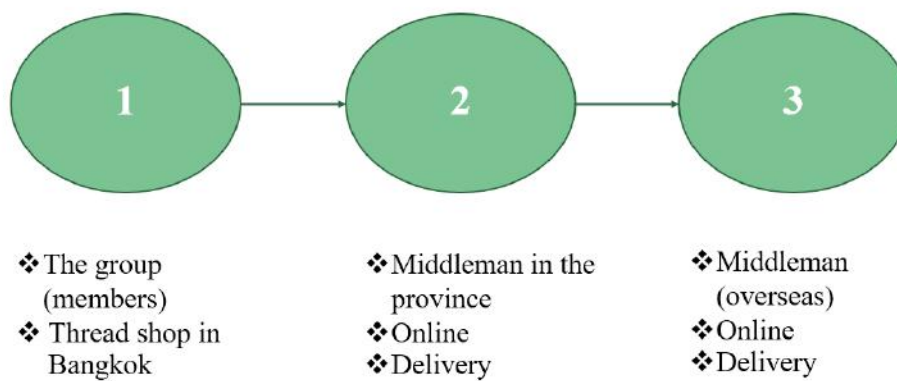 1
2
3
❖The group
(members)
❖ Thread shop in
Bangkok
❖Middleman in the
province
❖Online
❖Delivery
❖Middleman
(overseas)
❖Online
❖Delivery